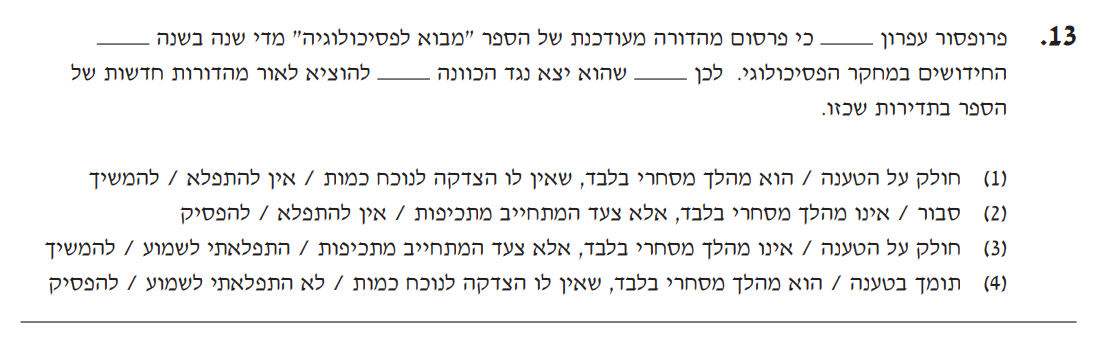 13. פרופסור עפרון _____ כי פרסום מהדורה מעודכנת של הספר "מבוא לפסיכולוגיה" מדי שנה בשנה _____
החידושים במחקר הפסיכולוגי. לכן _____ שהוא יצא נגד הכוונה _____ להוציא לאור מהדורות חדשות של
הספר בתדירות שכזו.
(1) חולק על הטענה / הוא מהלך מסחרי בלבד, שאין לו הצדקה לנוכח כמות / אין להתפלא / להמשיך
(2) סבור / אינו מהלך מסחרי בלבד, אלא צעד המתחייב מתכיפות / אין להתפלא / להפסיק
(3) חולק על הטענה / אינו מהלך מסחרי בלבד, אלא צעד המתחייב מתכיפות / התפלאתי לשמוע / להמשיך
(4) תומך בטענה / הוא מהלך מסחרי בלבד, שאין לו הצדקה לנוכח כמות / לא התפלאתי לשמוע / להפסיק